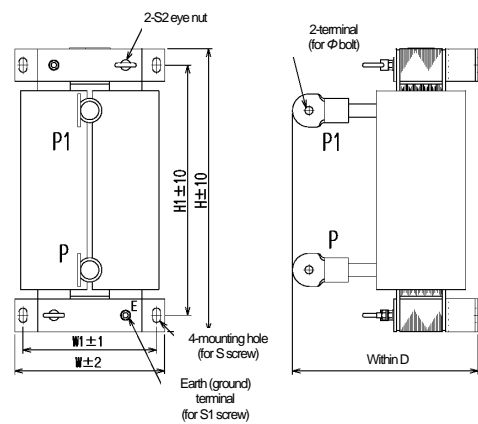 2-S2 eye nut
2-terminal
(for Φ bolt)
P1
P1
H1±10
H±10
P
P
E
W1±1
W±2
4-mounting hole
(for S screw)
Earth (ground)
terminal
(for S1 screw)
Within D